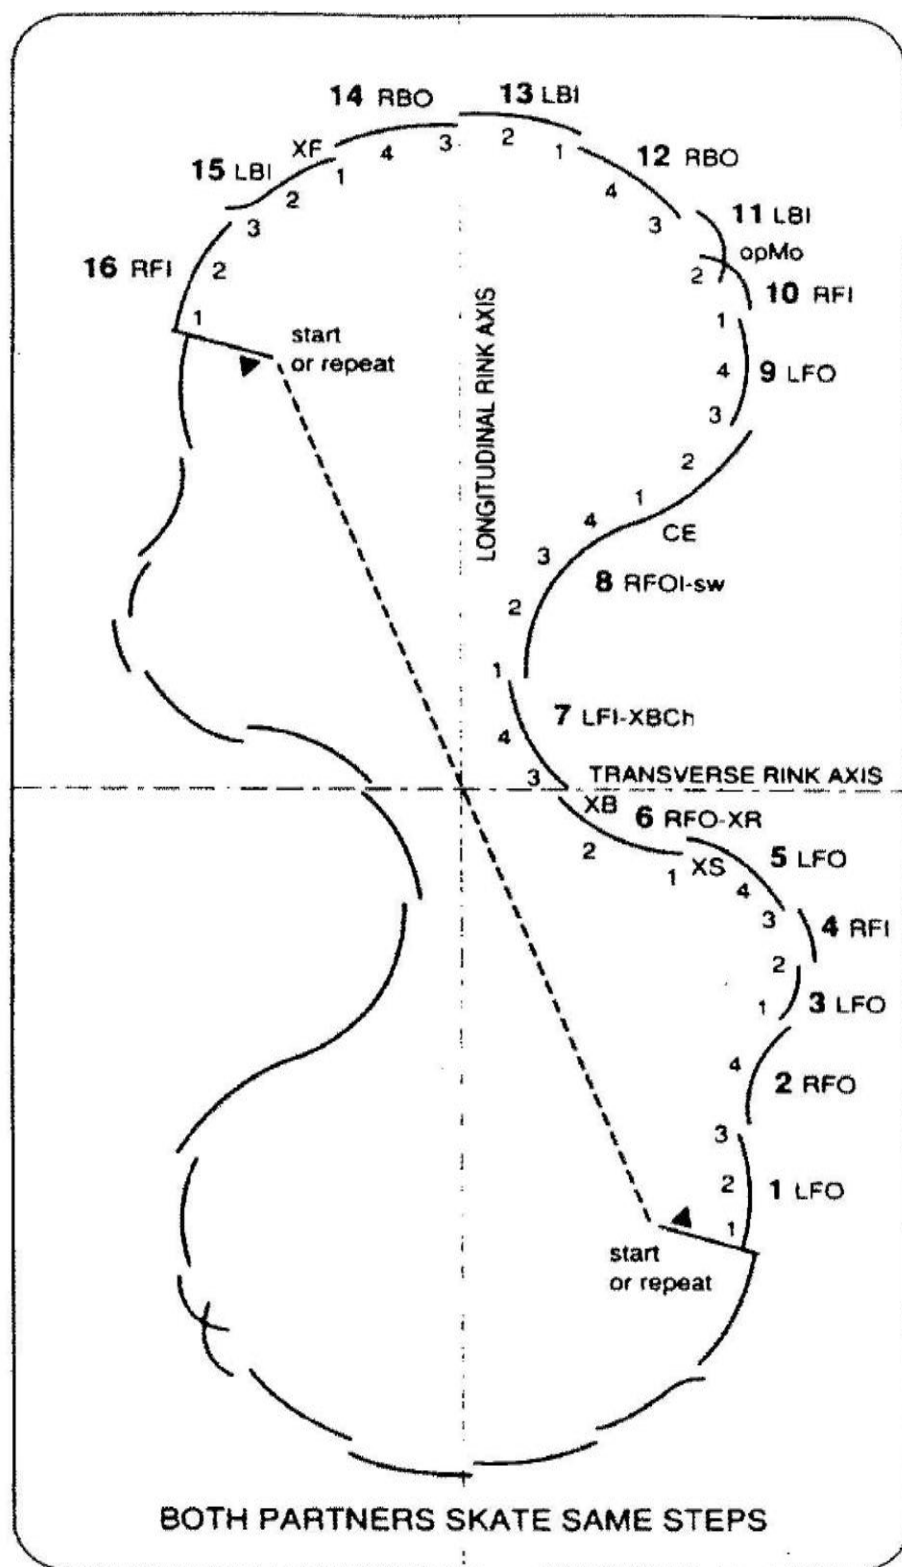 14 RBO
13 LBI
3
2
1
4
3
12 RBO
XF
4
3
1
2
15 LBI
3
11 LBI
opMo
2
16 RFI
2
10 RFI
1
1
start
or repeat
LONGITUDINAL RINK AXIS
9 LFO
4
3
2
1
CE
4
3
8 RFOI-sw
2
1
7 LFI-XBCh
4
3
TRANSVERSE RINK AXIS
XB
6 RFO-XR
2
1
XS
5 LFO
4
3
4 RFI
2
1
3 LFO
4
2 RFO
3
2
1 LFO
1
start
or repeat
BOTH PARTNERS SKATE SAME STEPS